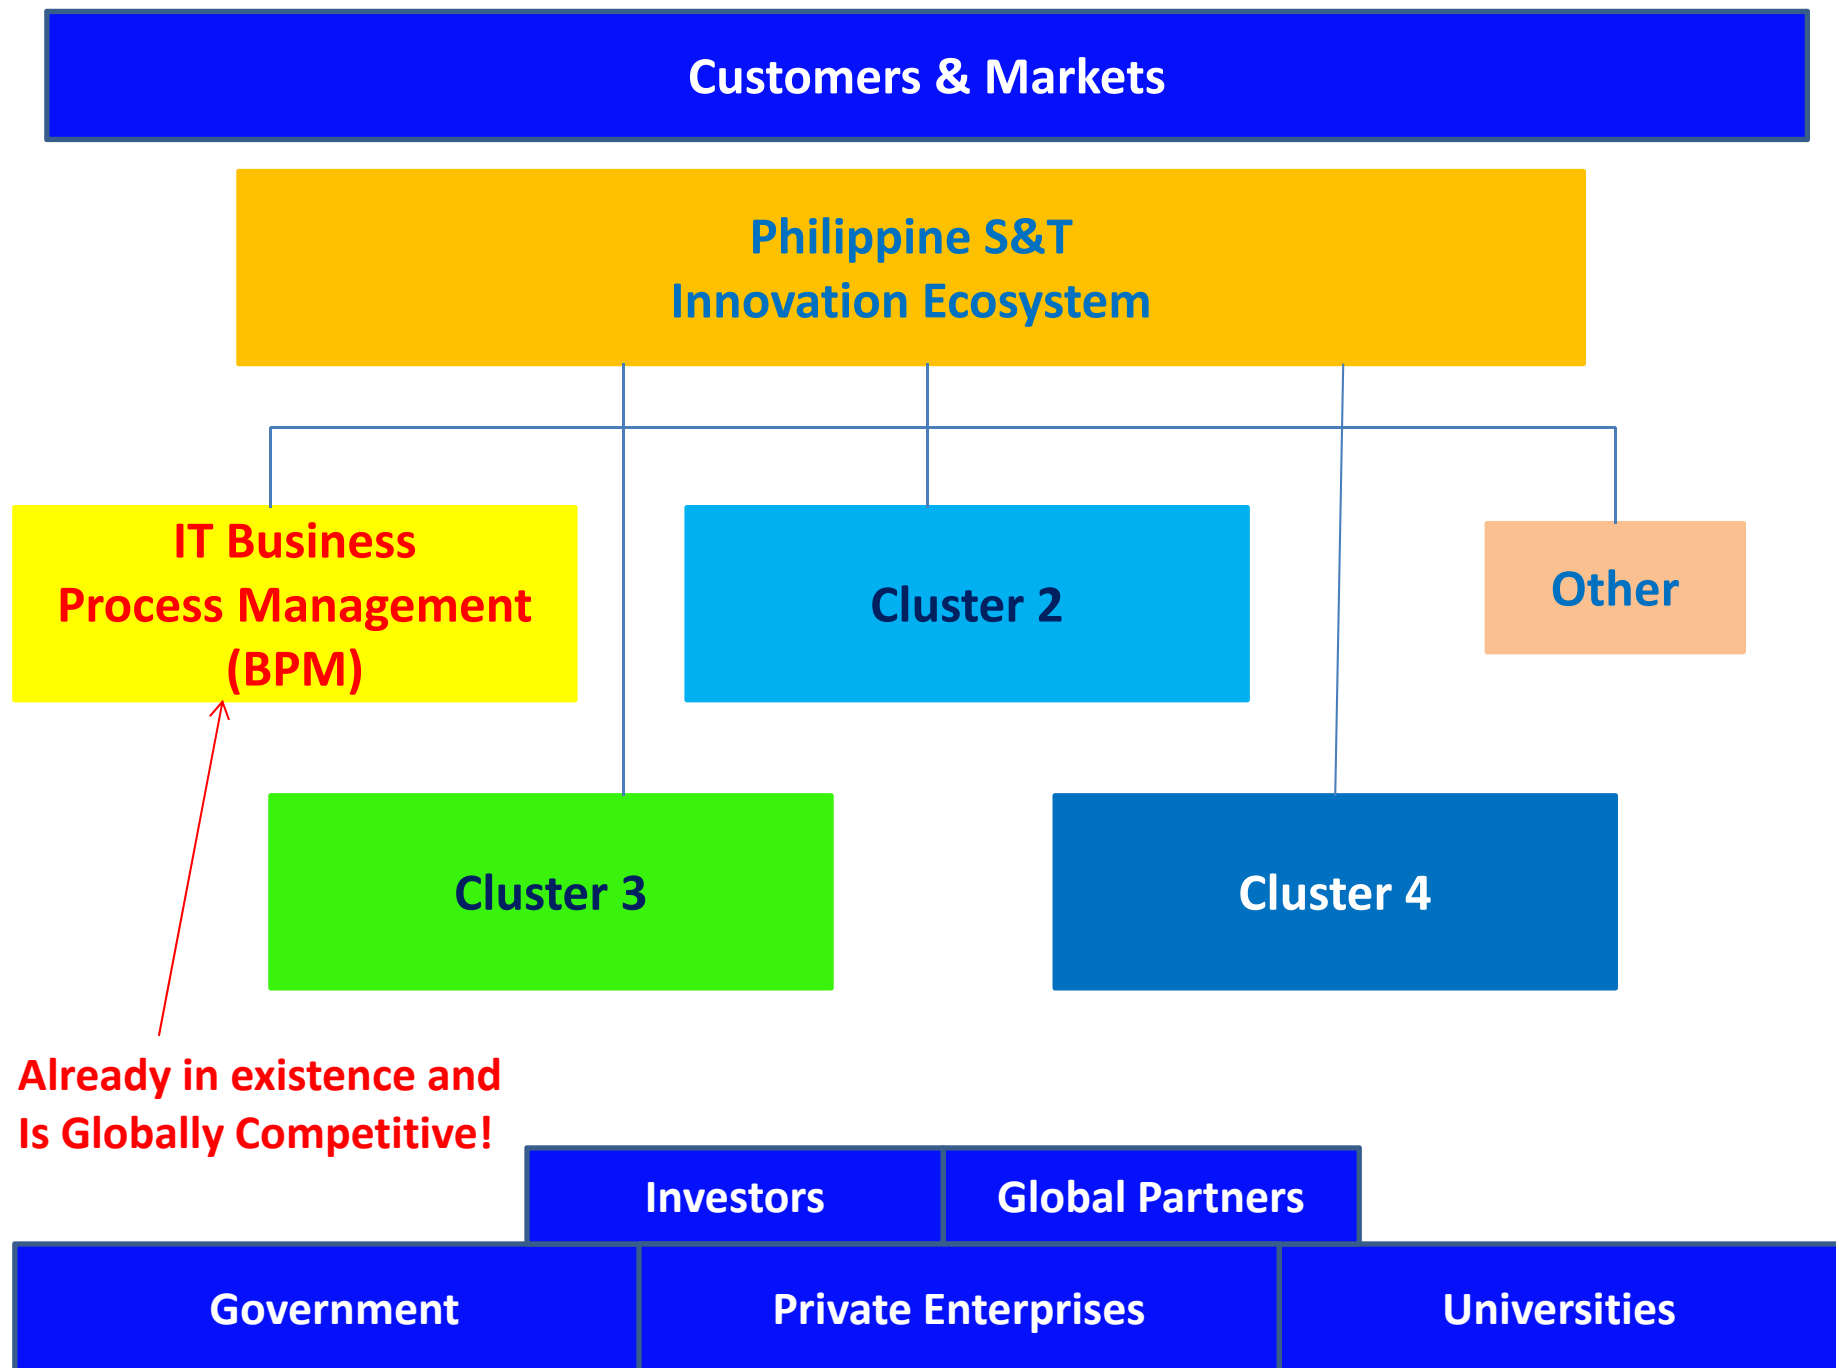 Customers & Markets
Philippine S&T
Innovation Ecosystem
IT Business
Process Management
(BPM)
Cluster 2
Other
Cluster 3
Cluster 4
Already in existence and
Is Globally Competitive!
Investors
Global Partners
Government
Private Enterprises
Universities